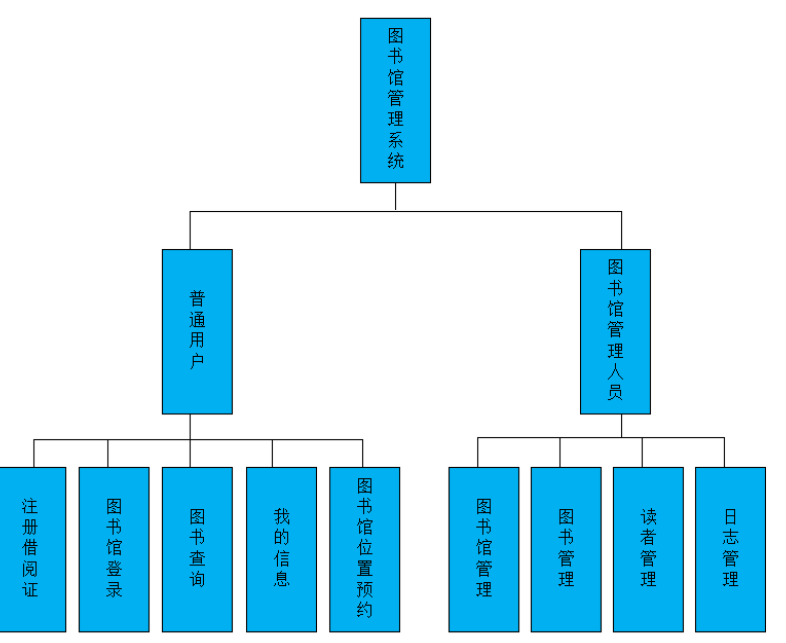 图书馆管理系统
普通用户
图书馆管理人员
注册借阅证
图书馆登录
图书查询
我的信息
图书馆位置预约
图书馆管理
图书管理
读者管理
日志管理